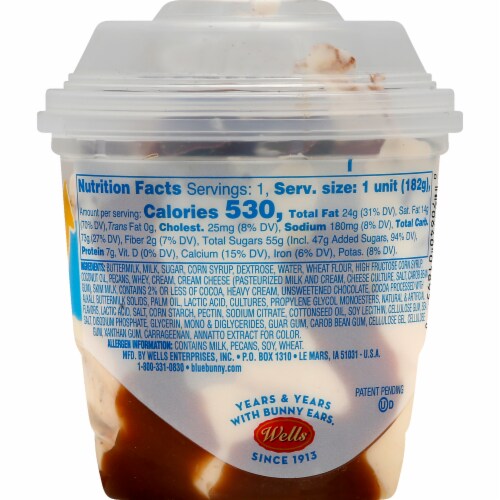 Nutrition Facts Servings: 1, Serv. size: 1 unit (182g),
Amount per serving: Calories 530, Total Fat 24g (31% DV), Sat. Fat 14g
(70% DV), Trans Fat 0g, Cholest. 25mg (8% DV), Sodium 180mg (8% DV), Total Carb.
73g (27% DV), Fiber 2g (7% DV), Total Sugars 55g (Incl. 47g Added Sugars, 94% DV),
Protein 7g, Vit. D (0% DV), Calcium (15% DV), Iron (6% DV), Potas. (8% DV).
INGREDIENTS: BUTTERMILK, MILK, SUGAR, CORN SYRUP, DEXTROSE, WATER, WHEAT FLOUR, HIGH FRUCTOSE CORN SYRUP,
COCONUT OIL, PECANS, WHEY, CREAM, CREAM CHEESE (PASTEURIZED MILK AND CREAM, CHEESE CULTURE, SALT, CAROB BEAN
GUM), SKIM MILK, CONTAINS 2% OR LESS OF COCOA, HEAVY CREAM, UNSWEETENED CHOCOLATE, COCOA PROCESSED WITH
ALKALI, BUTTERMILK SOLIDS, PALM OIL, LACTIC ACID, CULTURES, PROPYLENE GLYCOL MONOESTERS, NATURAL & ARTIFICIAL
FLAVORS, LACTIC ACID, SALT, CORN STARCH, PECTIN, SODIUM CITRATE, COTTONSEED OIL, SOY LECITHIN, CELLULOSE GUM,
SALT, DISODIUM PHOSPHATE, GLYCERIN, MONO & DIGLYCERIDES, GUAR GUM, CAROB BEAN GUM, CELLULOSE GEL, CELLULOSE
GUM, XANTHAN GUM, CARRAGEENAN, ANNATTO EXTRACT FOR COLOR.
ALLERGEN INFORMATION: CONTAINS MILK, PECANS, SOY, WHEAT.
MFD. BY WELLS ENTERPRISES, INC. • P.O. BOX 1310 • LE MARS, IA 51031 - U.S.A.
1-800-331-0830 • bluebunny.com
PATENT PENDING
UD
YEARS & YEARS
WITH BUNNY EARS.
Wells
SINCE 1913